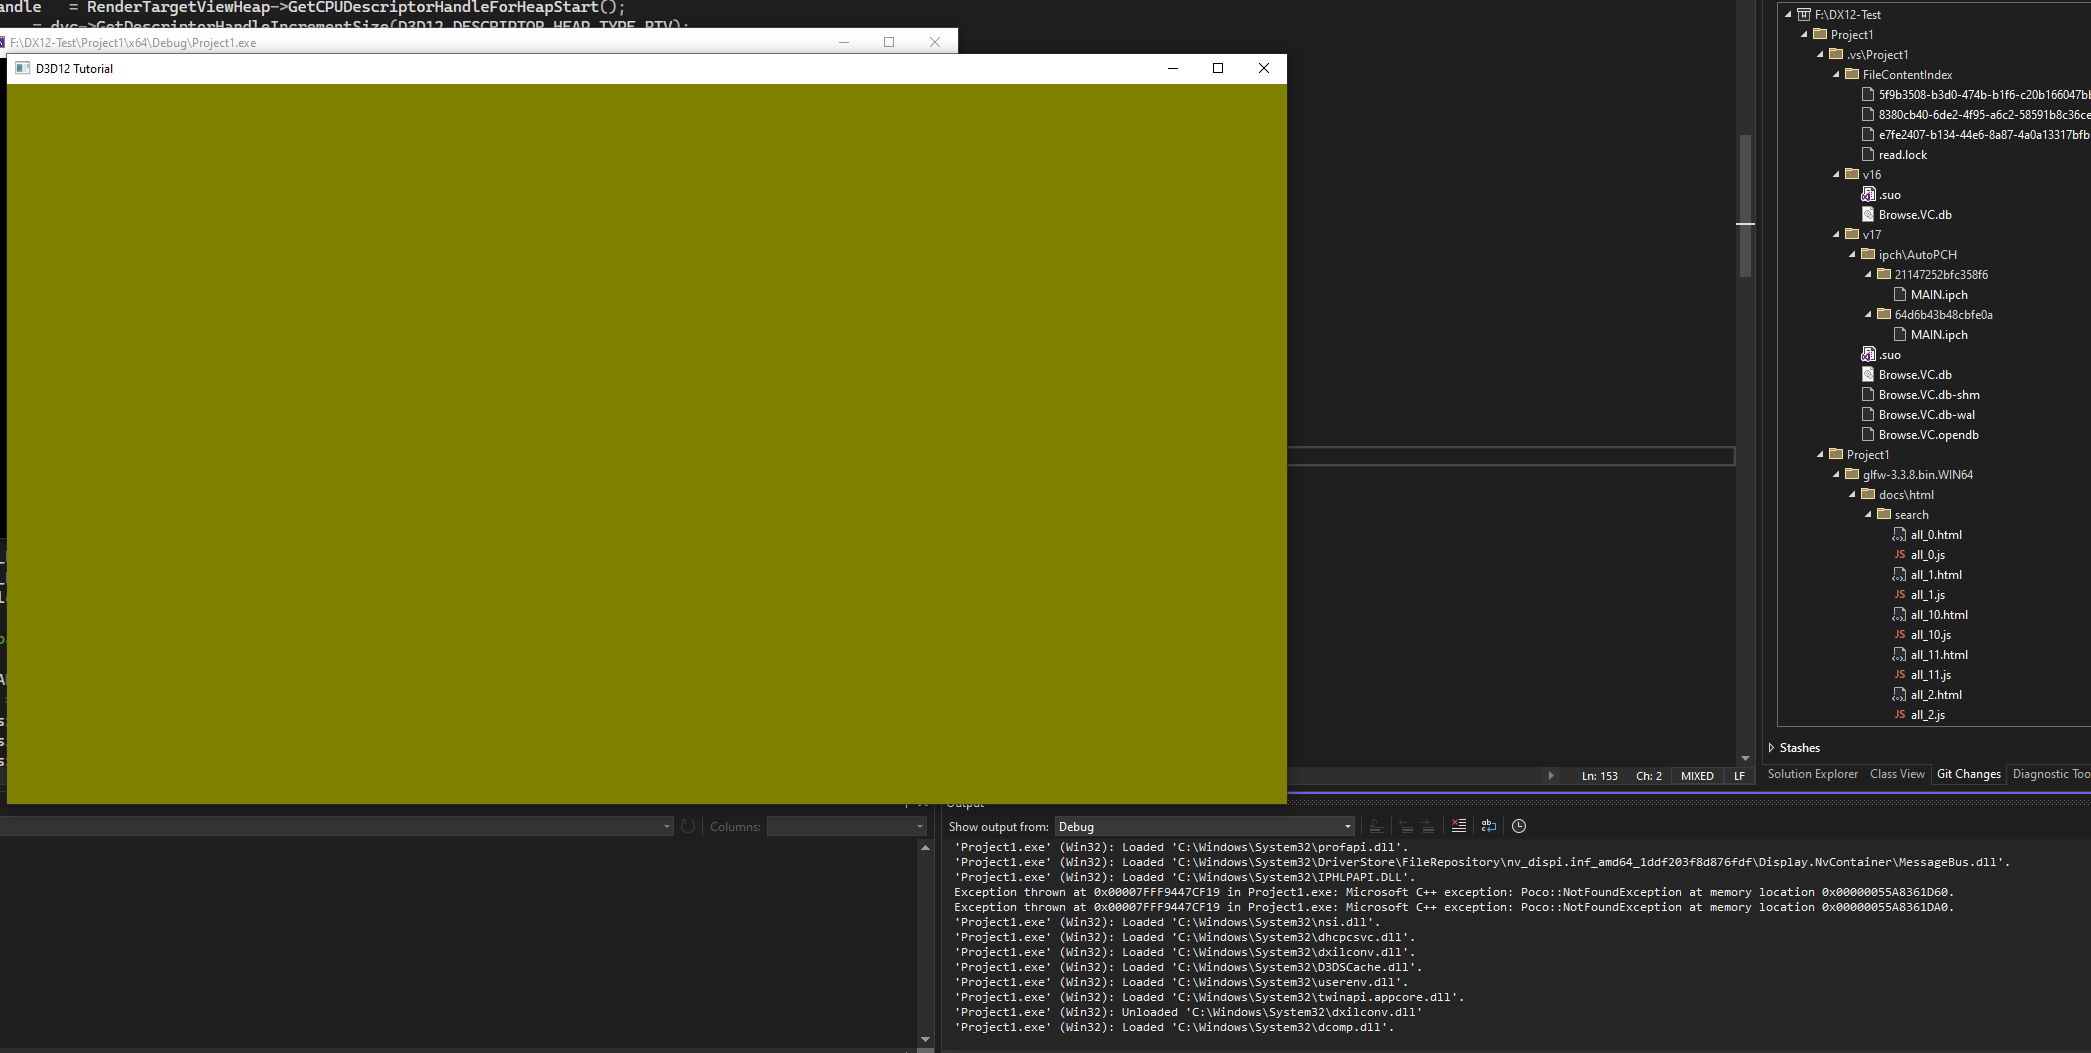 andle   = RenderTargetViewHeap->GetCPUDescriptorHandleForHeapStart();
= dvc->GetDescriptorHandleIncrementSize(D3D12_DESCRIPTOR_HEAP_TYPE_RTV);
F:\DX12-Test\Project1\x64\Debug\Project1.exe
D3D12 Tutorial
F:\DX12-Test
Project1
.vs\Project1
FileContentIndex
5f9b3508-b3d0-474b-b1f6-c20b166047b
8380cb40-6de2-4f95-a6c2-58591b8c36ce
e7fe2407-b134-44e6-8a87-4a0a13317bfb
read.lock
v16
.suo
Browse.VC.db
v17
ipch\AutoPCH
21147252bfc358f6
MAIN.ipch
64d6b43b48cbfe0a
MAIN.ipch
.suo
Browse.VC.db
Browse.VC.db-shm
Browse.VC.db-wal
Browse.VC.opendb
Project1
glfw-3.3.8.bin.WIN64
docs\html
search
all_0.html
JS all_0.js
all_1.html
JS all_1.js
all_10.html
JS all_10.js
all_11.html
JS all_11.js
all_2.html
JS all_2.js
Stashes
Solution Explorer Class View Git Changes Diagnostic Too
Ln: 153 Ch: 2 MIXED LF
Output
Columns:
Show output from: Debug
'Project1.exe' (Win32): Loaded 'C:\Windows\System32\profapi.dll'.
'Project1.exe' (Win32): Loaded 'C:\Windows\System32\DriverStore\FileRepository\nv_dispi.inf_amd64_1ddf203f8d876fdf\Display.NvContainer\MessageBus.dll'.
'Project1.exe' (Win32): Loaded 'C:\Windows\System32\IPHLPAPI.DLL'.
Exception thrown at 0x00007FFF9447CF19 in Project1.exe: Microsoft C++ exception: Poco::NotFoundException at memory location 0x00000055A8361D60.
Exception thrown at 0x00007FFF9447CF19 in Project1.exe: Microsoft C++ exception: Poco::NotFoundException at memory location 0x00000055A8361DA0.
'Project1.exe' (Win32): Loaded 'C:\Windows\System32\nsi.dll'.
'Project1.exe' (Win32): Loaded 'C:\Windows\System32\dhcpcsvc.dll'.
'Project1.exe' (Win32): Loaded 'C:\Windows\System32\dxilconv.dll'.
'Project1.exe' (Win32): Loaded 'C:\Windows\System32\D3DSCache.dll'.
'Project1.exe' (Win32): Loaded 'C:\Windows\System32\userenv.dll'.
'Project1.exe' (Win32): Loaded 'C:\Windows\System32\twinapi.appcore.dll'.
'Project1.exe' (Win32): Unloaded 'C:\Windows\System32\dxilconv.dll'
'Project1.exe' (Win32): Loaded 'C:\Windows\System32\dcomp.dll'.